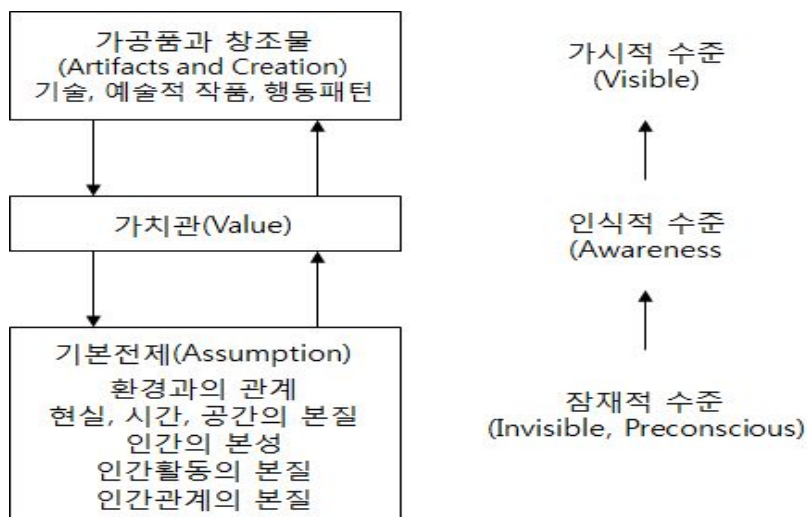 가공품과 창조물
(Artifacts and Creation)
기술, 예술적 작품, 행동패턴
가시적 수준
(Visible)
가치관(Value)
인식적 수준
(Awareness
기본전제(Assumption)
환경과의 관계
현실, 시간, 공간의 본질
인간의 본성
인간활동의 본질
인간관계의 본질
잠재적 수준
(Invisible, Preconscious)